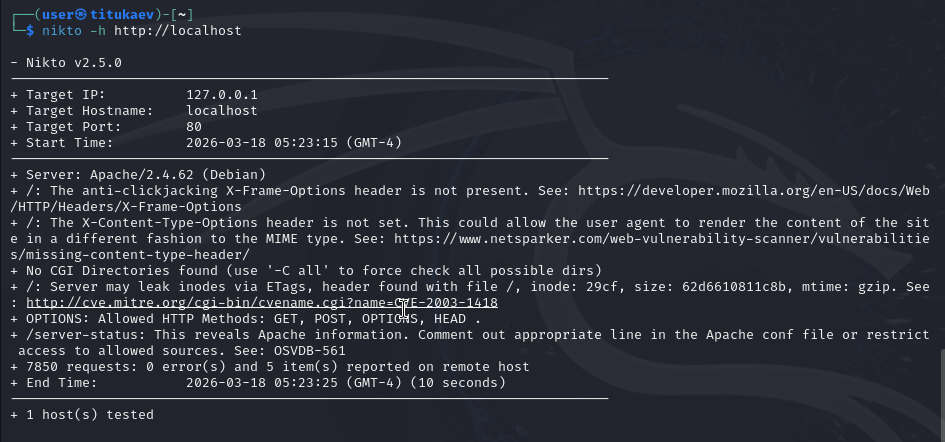 ┌──(user㉿titukaev)-[~]
└─$ nikto -h http://localhost
- Nikto v2.5.0
+ Target IP: 127.0.0.1
+ Target Hostname: localhost
+ Target Port: 80
+ Start Time: 2026-03-18 05:23:15 (GMT-4)
+ Server: Apache/2.4.62 (Debian)
+ /: The anti-clickjacking X-Frame-Options header is not present. See: https://developer.mozilla.org/en-US/docs/Web
/HTTP/Headers/X-Frame-Options
+ /: The X-Content-Type-Options header is not set. This could allow the user agent to render the content of the sit
e in a different fashion to the MIME type. See: https://www.netsparker.com/web-vulnerability-scanner/vulnerabilitie
s/missing-content-type-header/
+ No CGI Directories found (use '-C all' to force check all possible dirs)
+ /: Server may leak inodes via ETags, header found with file /, inode: 29cf, size: 62d6610811c8b, mtime: gzip. See
: http://cve.mitre.org/cgi-bin/cvename.cgi?name=CVE-2003-1418
+ OPTIONS: Allowed HTTP Methods: GET, POST, OPTIONS, HEAD .
+ /server-status: This reveals Apache information. Comment out appropriate line in the Apache conf file or restrict
access to allowed sources. See: OSVDB-561
+ 7850 requests: 0 error(s) and 5 item(s) reported on remote host
+ End Time: 2026-03-18 05:23:25 (GMT-4) (10 seconds)
+ 1 host(s) tested